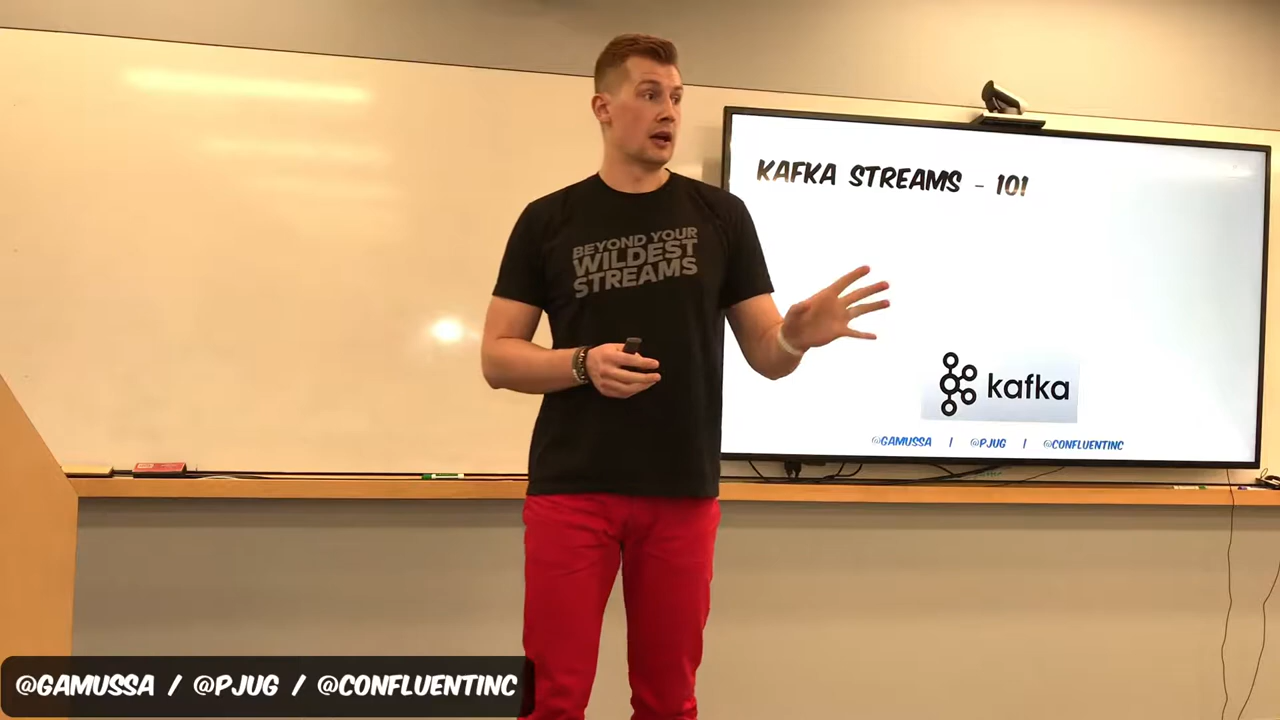 KAFKA STREAMS - 101
BEYOND YOUR
WILDEST
STREAMS
kafka
@GAMUSSA / @PJUG / @CONFLUENTINC
@GAMUSSA / @PJUG / @CONFLUENTINC